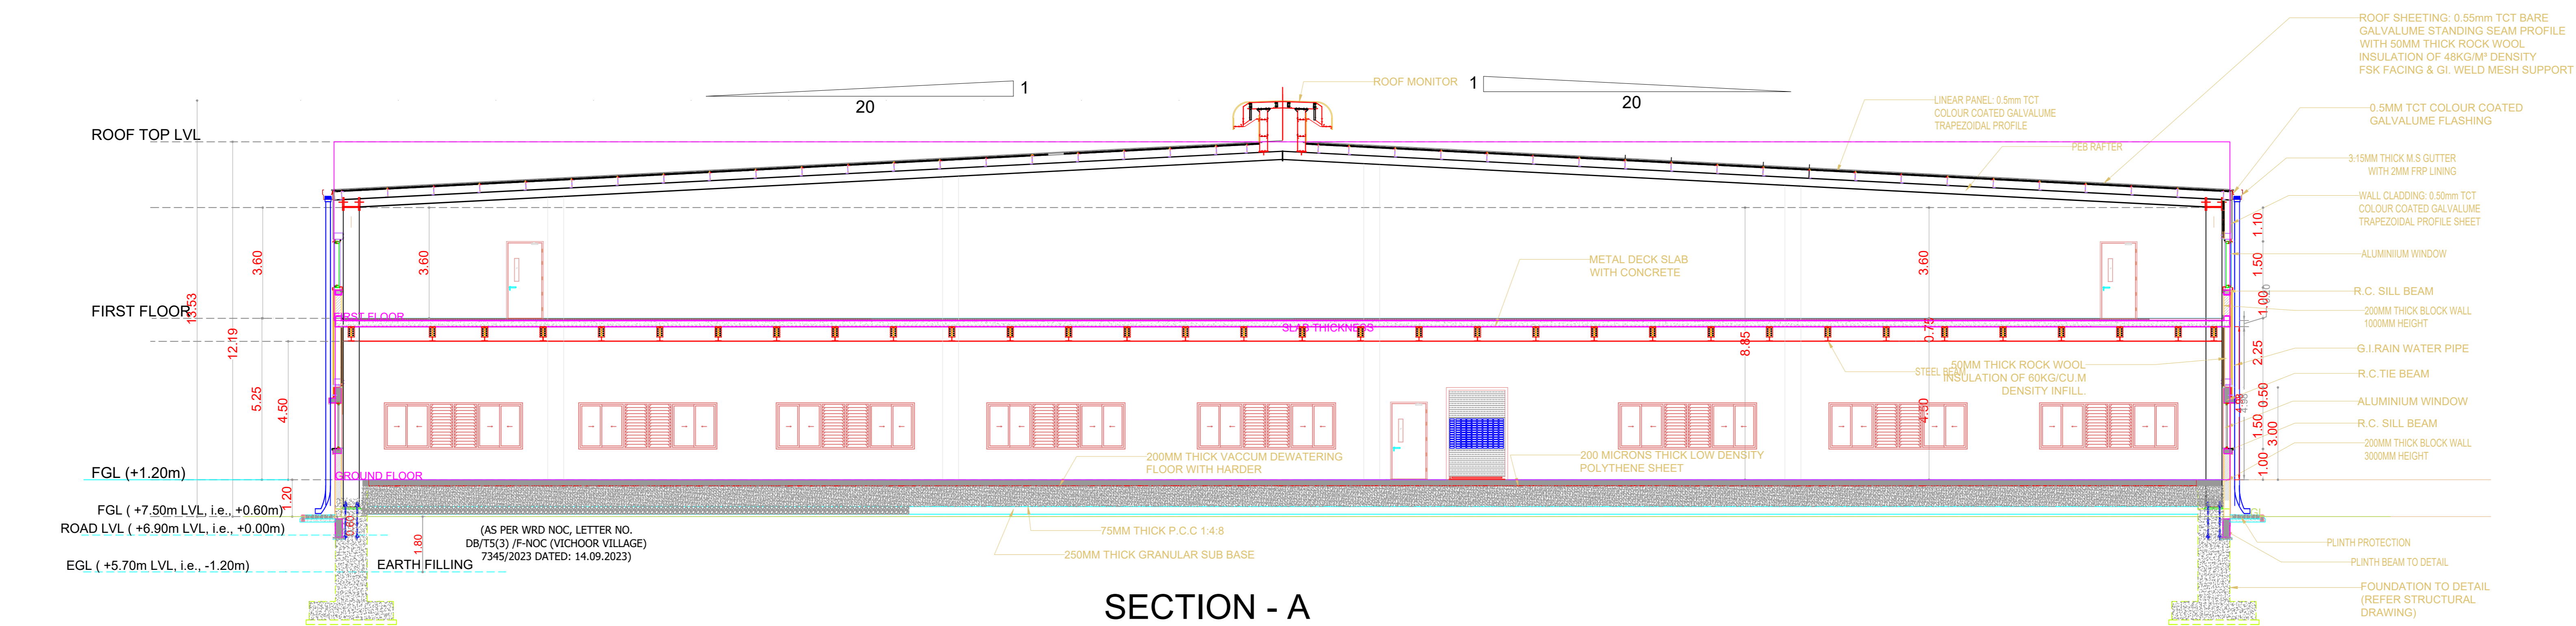 ROOF SHEETING: 0.55mm TCT BARE
GALVALUME STANDING SEAM PROFILE
WITH 50MM THICK ROCK WOOL
INSULATION OF 48KG/M³ DENSITY
FSK FACING & GI. WELD MESH SUPPORT
ROOF MONITOR
1
20
1
20
LINEAR PANEL: 0.5mm TCT
COLOUR COATED GALVALUME
TRAPEZOIDAL PROFILE
0.5MM TCT COLOUR COATED
GALVALUME FLASHING
ROOF TOP LVL
PEB RAFTER
3.15MM THICK M.S GUTTER
WITH 2MM FRP LINING
WALL CLADDING: 0.50mm TCT
COLOUR COATED GALVALUME
TRAPEZOIDAL PROFILE SHEET
1.10
3.60
3.60
3.60
METAL DECK SLAB
WITH CONCRETE
ALUMINIIUM WINDOW
1.50
R.C. SILL BEAM
1.00
200MM THICK BLOCK WALL
1000MM HEIGHT
FIRST FLOOR
13.53
FIRST FLOOR
SLAB THICKNESS
12.19
8.85
0.75
G.I.RAIN WATER PIPE
2.25
50MM THICK ROCK WOOL
INSULATION OF 60KG/CU.M
DENSITY INFILL.
STEEL BEAM
R.C.TIE BEAM
0.50
ALUMINIUM WINDOW
5.25
4.50
4.50
R.C. SILL BEAM
1.50
3.00
200MM THICK BLOCK WALL
3000MM HEIGHT
1.00
200MM THICK VACCUM DEWATERING
FLOOR WITH HARDER
200 MICRONS THICK LOW DENSITY
POLYTHENE SHEET
FGL (+1.20m)
GROUND FLOOR
1.20
FGL ( +7.50m LVL, i.e., +0.60m)
ROAD LVL ( +6.90m LVL, i.e., +0.00m)
0.60
1.80
(AS PER WRD NOC, LETTER NO.
DB/T5(3) /F-NOC (VICHOOR VILLAGE)
7345/2023 DATED: 14.09.2023)
75MM THICK P.C.C 1:4:8
250MM THICK GRANULAR SUB BASE
PLINTH PROTECTION
PLINTH BEAM TO DETAIL
EGL ( +5.70m LVL, i.e., -1.20m)
EARTH FILLING
FOUNDATION TO DETAIL
(REFER STRUCTURAL
DRAWING)
SECTION - A